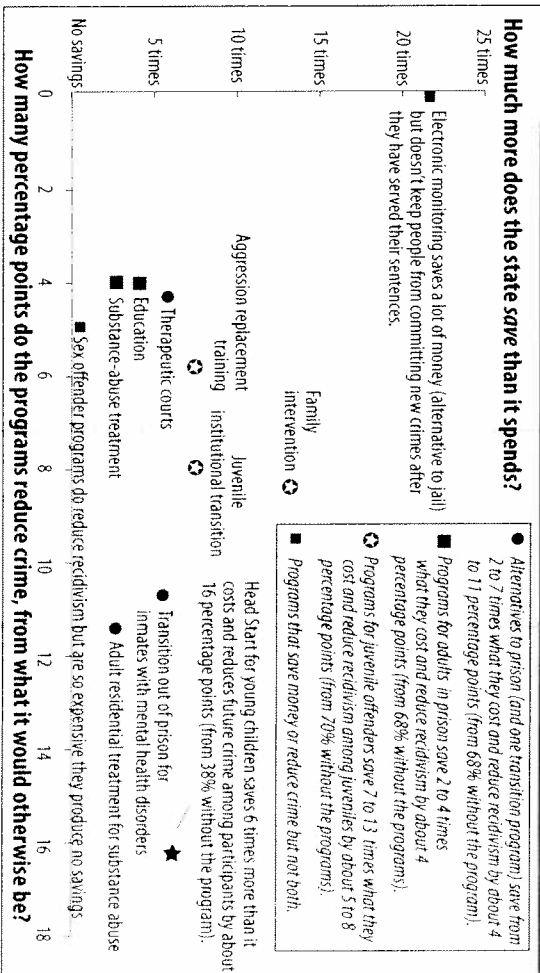 How much more does the state save than it spends?
25 times
20 times
15 times
10 times
5 times
No savings
Electronic monitoring saves a lot of money (alternative to jail)
but doesn't keep people from committing new crimes after
they have served their sentences.
Alternatives to prison (and one transition program) save from
2 to 7 times what they cost and reduce recidivism by about 4
to 11 percentage points (from 68% without the program).
Programs for adults in prison save 2 to 4 times
what they cost and reduce recidivism by about 4
percentage points (from 68% without the programs).
Programs for juvenile offenders save 7 to 13 times what they
cost and reduce recidivism among juveniles by about 5 to 8
percentage points (from 70% without the programs).
Programs that save money or reduce crime but not both.
Family
intervention
Aggression replacement
training
Juvenile
institutional transition
Head Start for young children saves 6 times more than it
costs and reduces future crime among participants by about
16 percentage points (from 38% without the program).
Therapeutic courts
Education
Substance-abuse treatment
Transition out of prison for
inmates with mental health disorders
Adult residential treatment for substance abuse
Sex offender programs do reduce recidivism but are so expensive they produce no savings
0 2 4 6 8 10 12 14 16 18
How many percentage points do the programs reduce crime, from what it would otherwise be?